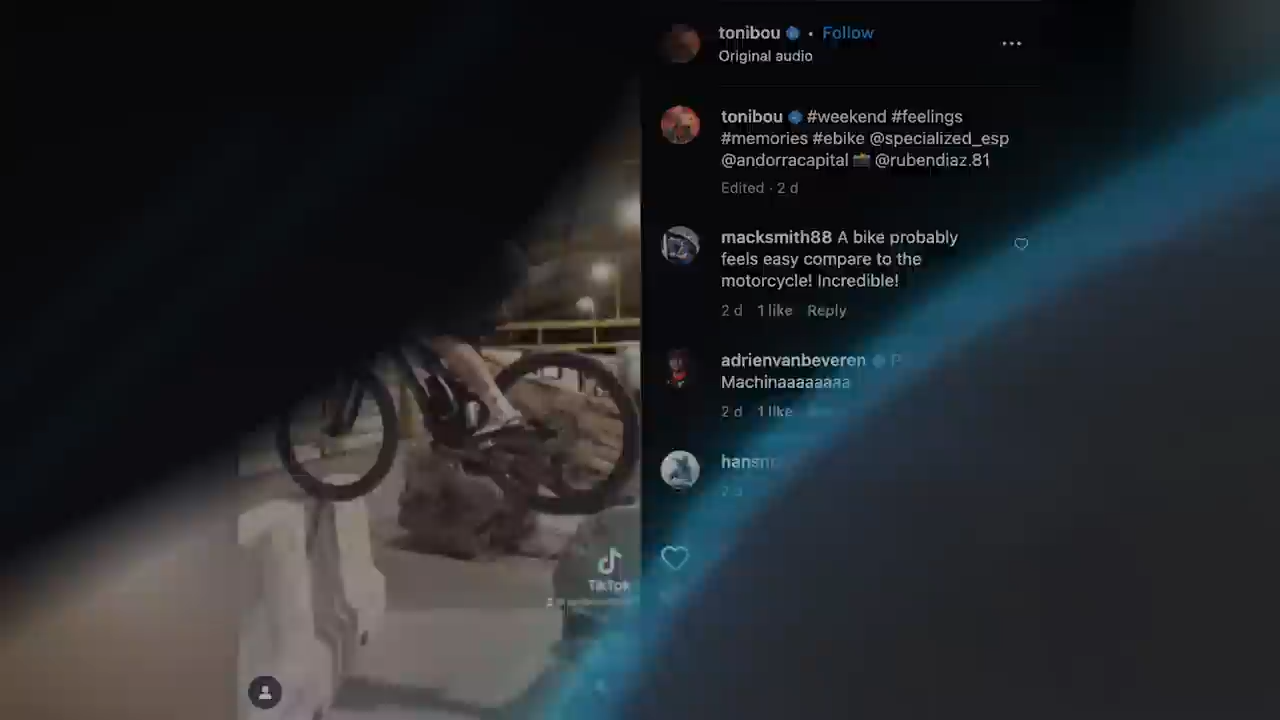 tonibou • Follow
Original audio
tonibou #weekend #feelings
#memories #ebike @specialized_esp
@andorracapital @rubendiaz.81
Edited · 2 d
macksmith88 A bike probably
feels easy compare to the
motorcycle! Incredible!
2 d 1 like Reply
adrienvanbeveren
Machinaaaaaaaa
2 d 1 like
2 d
TikTok